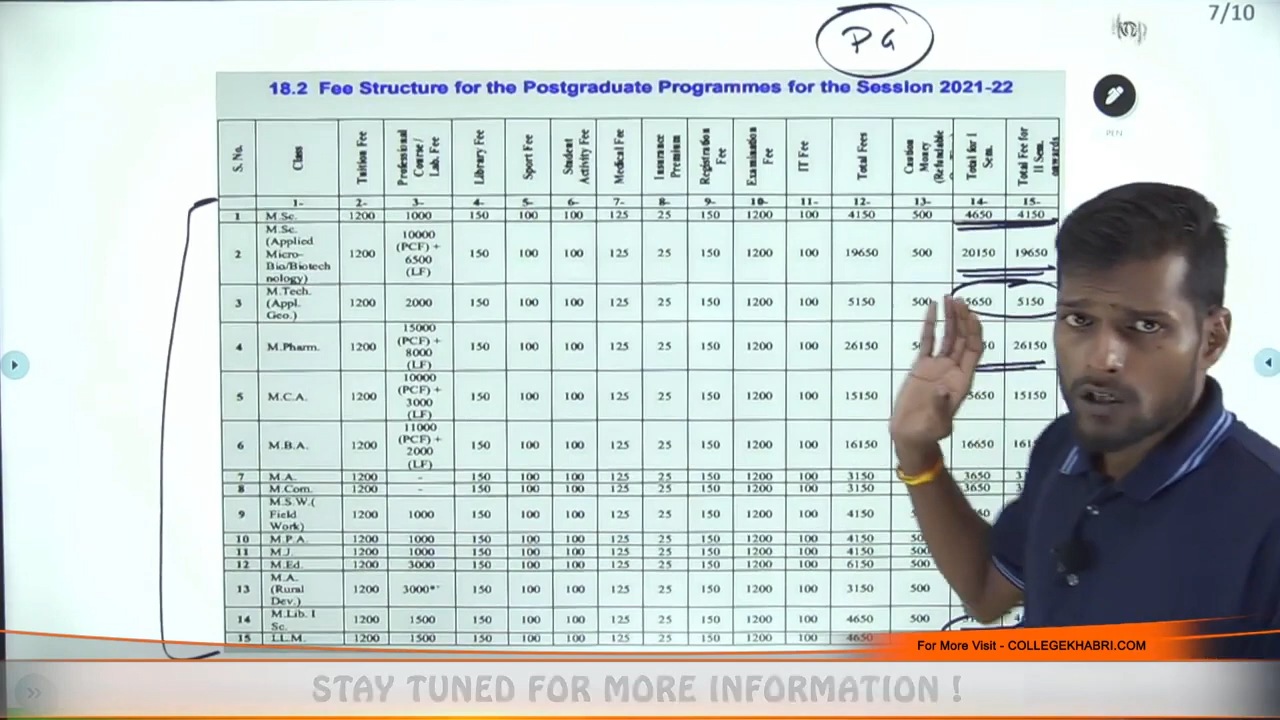 7/10
PG
PEN
18.2 Fee Structure for the Postgraduate Programmes for the Session 2021-22
S. No. Class Tuition Fee Professional Course / Lab. Fee Library Fee Sport Fee Student Activity Fee Medical Fee Insurance Premium Registration Fee Examination Fee IT Fee Total Fees Caution Money (Refundable Total for I Sem. Total Fee for II Sem. onwards
1- 2- 3- 4- 5- 6- 7- 8- 9- 10- 11- 12- 13- 14- 15-
1 M.Sc. 1200 1000 150 100 100 125 25 150 1200 100 4150 500 4650 4150
2 M.Sc. (Applied Micro-Bio/Biotechnology) 1200 10000 (PCF) + 6500 (LF) 150 100 100 125 25 150 1200 100 19650 500 20150 19650
3 M.Tech. (Appl. Geo.) 1200 2000 150 100 100 125 25 150 1200 100 5150 500 5650 5150
4 M.Pharm. 1200 15000 (PCF) + 8000 (LF) 150 100 100 125 25 150 1200 100 26150 26150
5 M.C.A. 1200 10000 (PCF) + 3000 (LF) 150 100 100 125 25 150 1200 100 15150 15150
6 M.B.A. 1200 11000 (PCF) + 2000 (LF) 150 100 100 125 25 150 1200 100 16150 16650
7 M.A. 1200 - 150 100 100 125 25 150 1200 100 3150 3650
8 M.Com. 1200 - 150 100 100 125 25 150 1200 100 3150 3650
9 M.S.W.( Field Work) 1200 1000 150 100 100 125 25 150 1200 100 4150
10 M.P.A. 1200 1000 150 100 100 125 25 150 1200 100 4150
11 M.J. 1200 1000 150 100 100 125 25 150 1200 100 4150 500
12 M.Ed. 1200 3000 150 100 100 125 25 150 1200 100 6150 500
13 M.A. (Rural Dev.) 1200 3000** 150 100 100 125 25 150 1200 100 3150 500
14 M.Lib. I Sc. 1200 1500 150 100 100 125 25 150 1200 100 4650 500
15 LL.M. 1200 1500 150 100 100 125 25 150 1200 100 4650
For More Visit - COLLEGEKHABRI.COM
STAY TUNED FOR MORE INFORMATION !